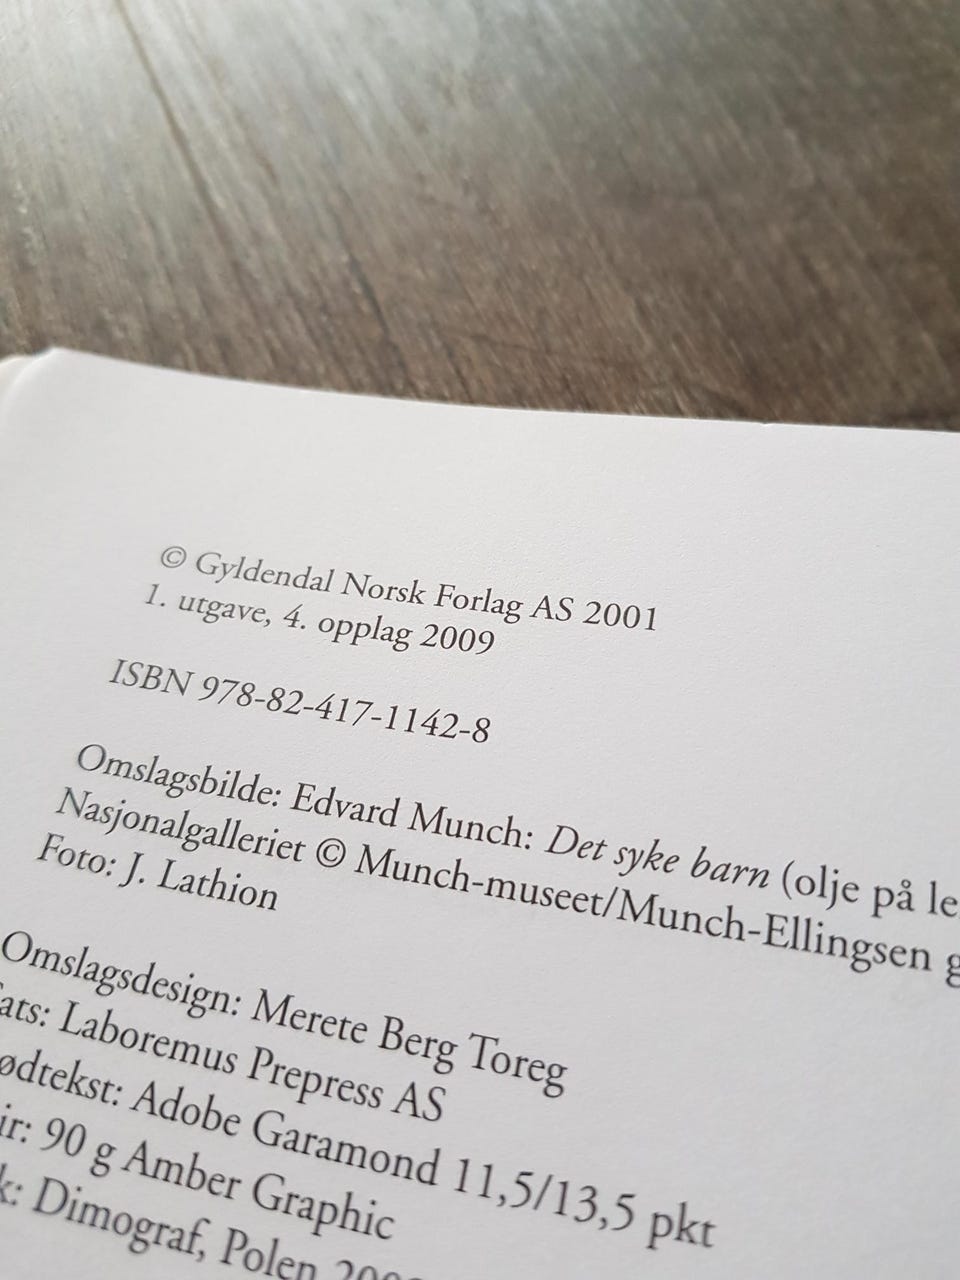 © Gyldendal Norsk Forlag AS 2001
1. utgave, 4. opplag 2009
ISBN 978-82-417-1142-8
Omslagsbilde: Edvard Munch: Det syke barn (olje på
Nasjonalgalleriet © Munch-museet/Munch-Ellingsen
Foto: J. Lathion
Omslagsdesign: Merete Berg Toreg
Laboremus Prepress AS
Adobe Garamond 11,5/13,5 pkt
90 g Amber Graphic
Dimograf, Polen